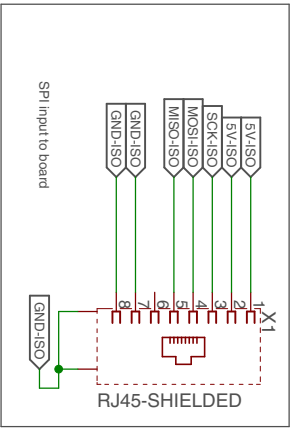 SPI input to board
GND-ISO
GND-ISO
MISO-ISO
MOSI-ISO
SCK-ISO
5V-ISO
5V-ISO
8
7
6
5
4
3
2
1
X1
GND-ISO
RJ45-SHIELDED